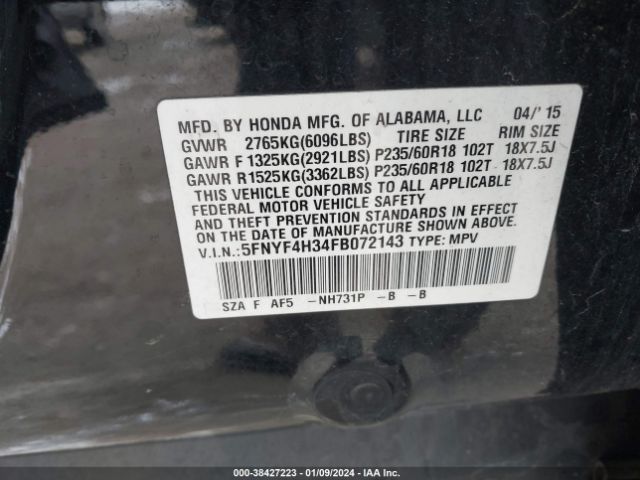 MFD. BY HONDA MFG. OF ALABAMA, LLC 04/'15
GVWR 2765KG(6096LBS) TIRE SIZE RIM SIZE
GAWR F 1325KG(2921LBS) P235/60R18 102T 18X7.5J
GAWR R1525KG(3362LBS) P235/60R18 102T 18X7.5J
THIS VEHICLE CONFORMS TO ALL APPLICABLE
FEDERAL MOTOR VEHICLE SAFETY
AND THEFT PREVENTION STANDARDS IN EFFECT
ON THE DATE OF MANUFACTURE SHOWN ABOVE.
V.I.N.:5FNYF4H34FB072143 TYPE: MPV
SZA F AF5 -NH731P -B -B
000-38427223 - 01/09/2024 - IAA Inc.